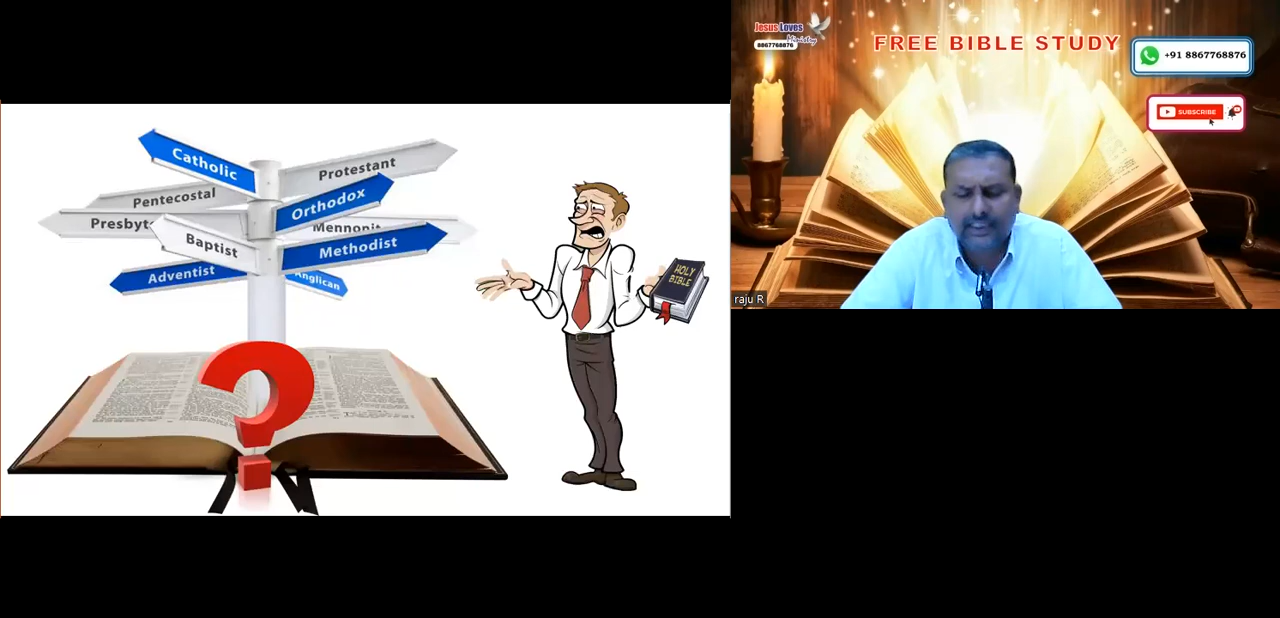 Catholic
Protestant
Pentecostal
Orthodox
Presbyt
Mennonit
Baptist
Methodist
Adventist
Anglican
HOLY
BIBLE
Jesus Loves
Ministry
8867768876
FREE BIBLE STUDY
+91 8867768876
SUBSCRIBE
raju R